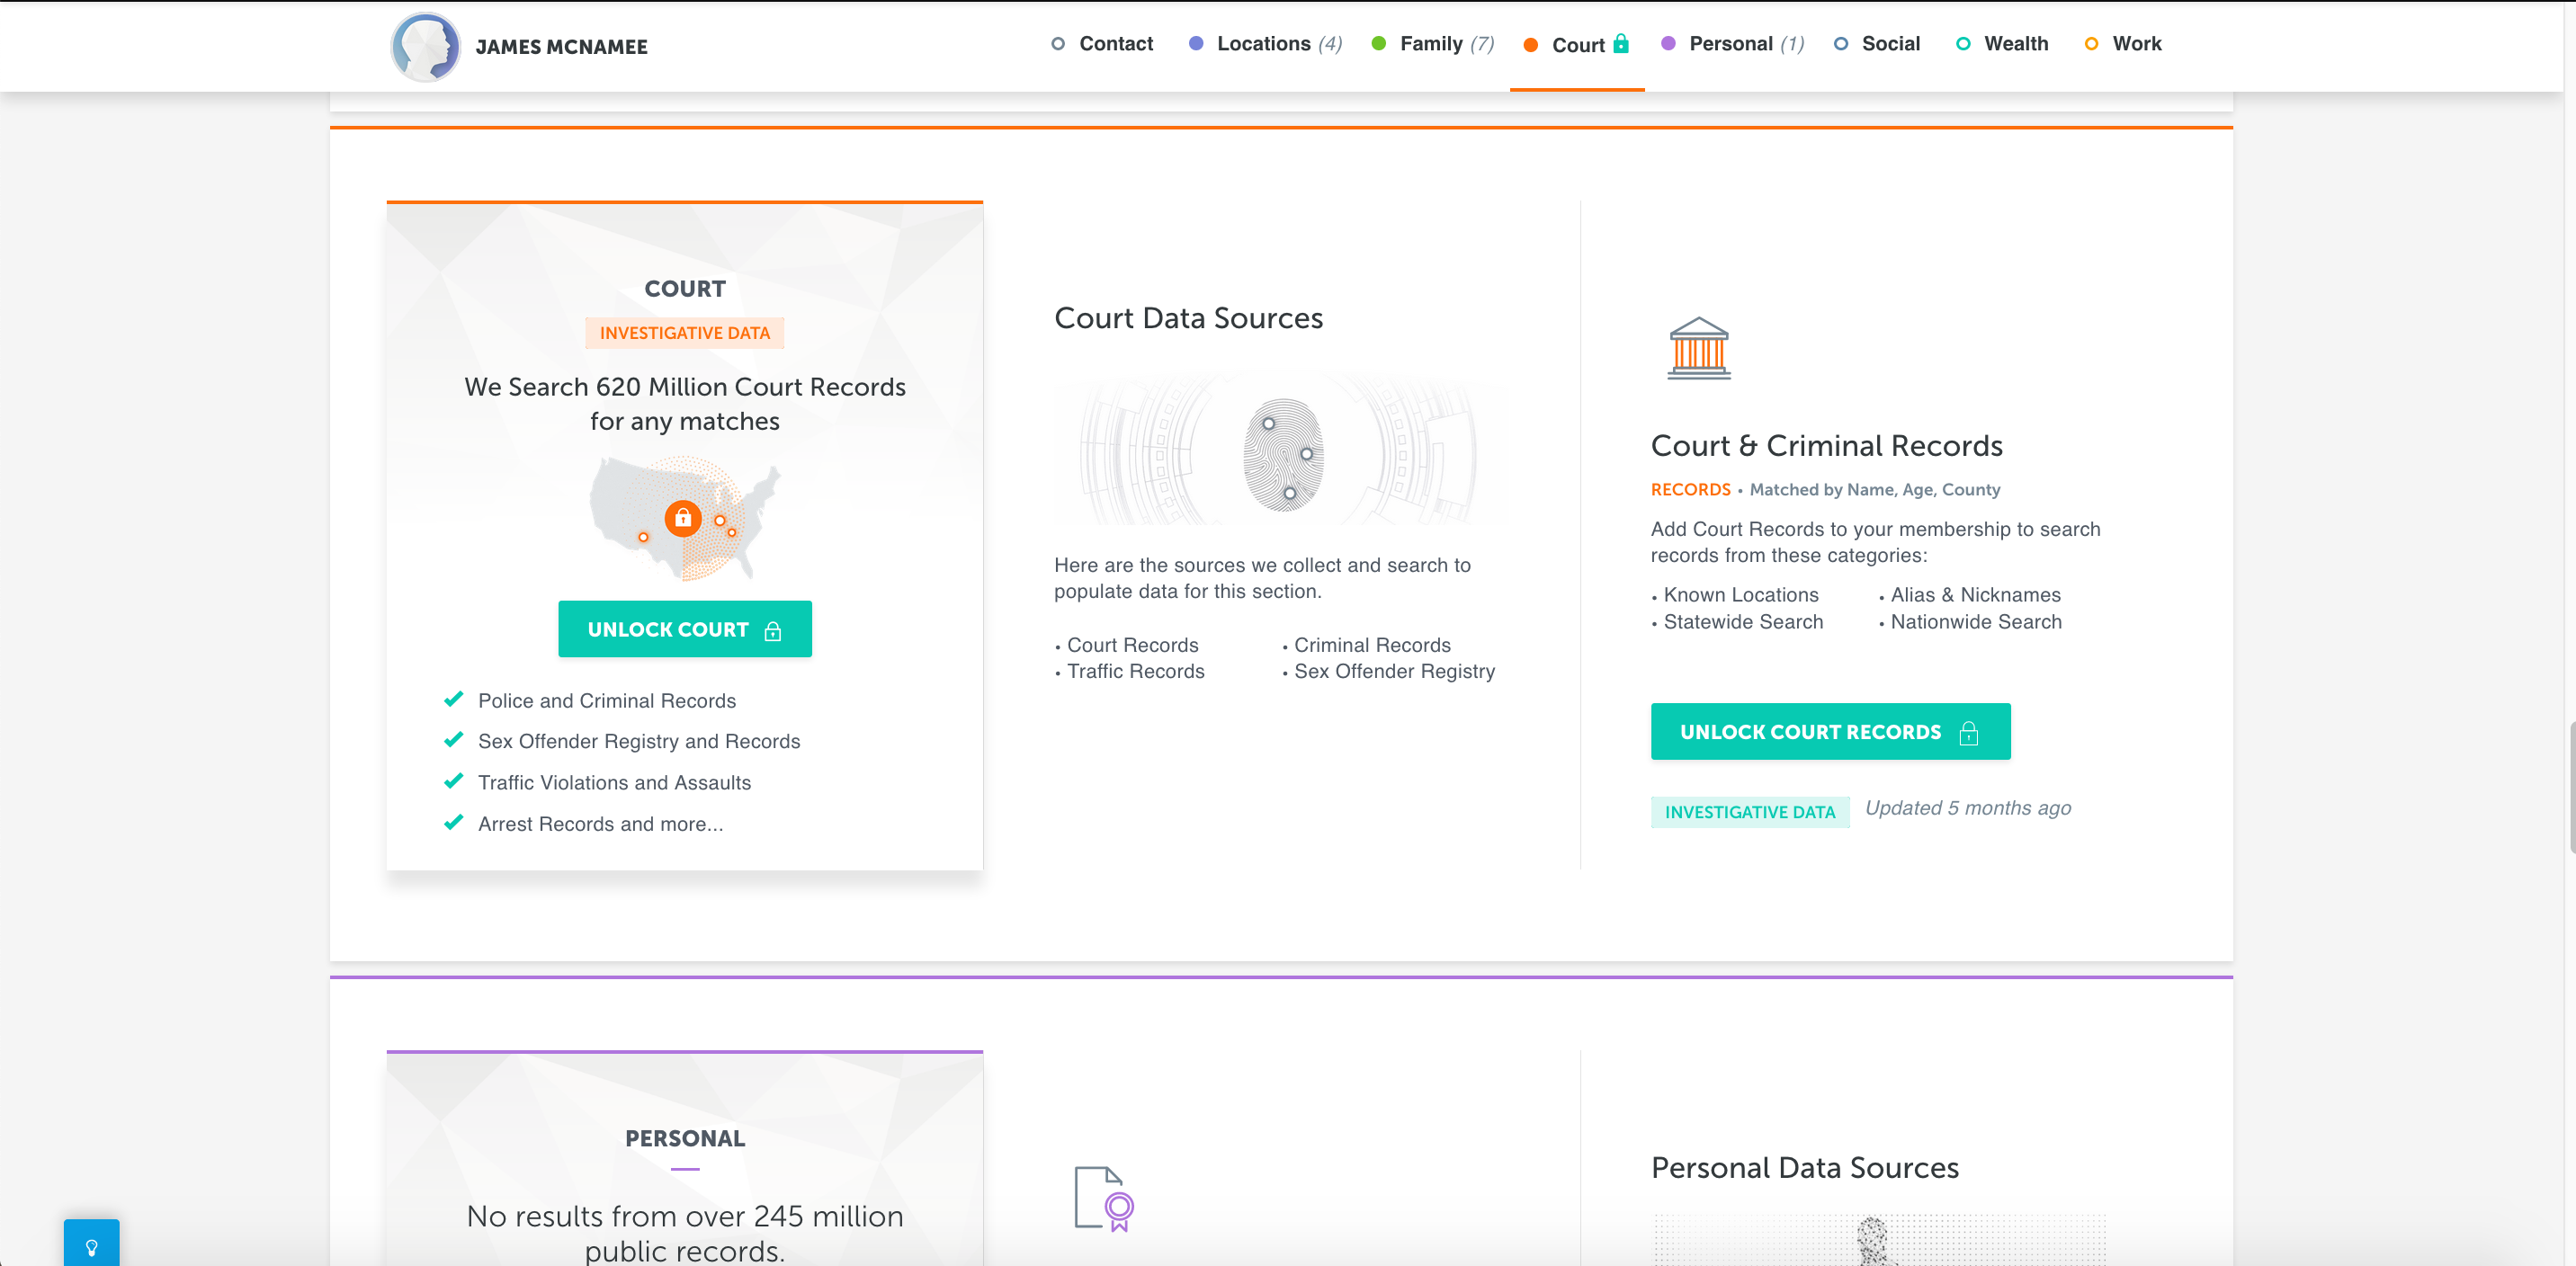 JAMES MCNAMEE
Contact
Locations (4)
Family (7)
Court
Personal (1)
Social
Wealth
Work
COURT
INVESTIGATIVE DATA
We Search 620 Million Court Records
for any matches
UNLOCK COURT
Police and Criminal Records
Sex Offender Registry and Records
Traffic Violations and Assaults
Arrest Records and more...
Court Data Sources
Here are the sources we collect and search to
populate data for this section.
• Court Records
• Criminal Records
• Traffic Records
• Sex Offender Registry
Court & Criminal Records
RECORDS • Matched by Name, Age, County
Add Court Records to your membership to search
records from these categories:
• Known Locations
• Alias & Nicknames
• Statewide Search
• Nationwide Search
UNLOCK COURT RECORDS
INVESTIGATIVE DATA Updated 5 months ago
PERSONAL
No results from over 245 million
public records.
Personal Data Sources